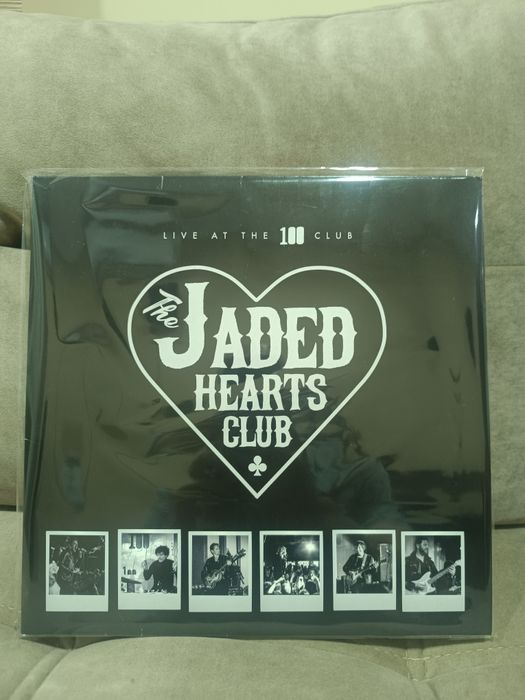 LIVE AT THE 100 CLUB
The JADED
HEARTS
CLUB